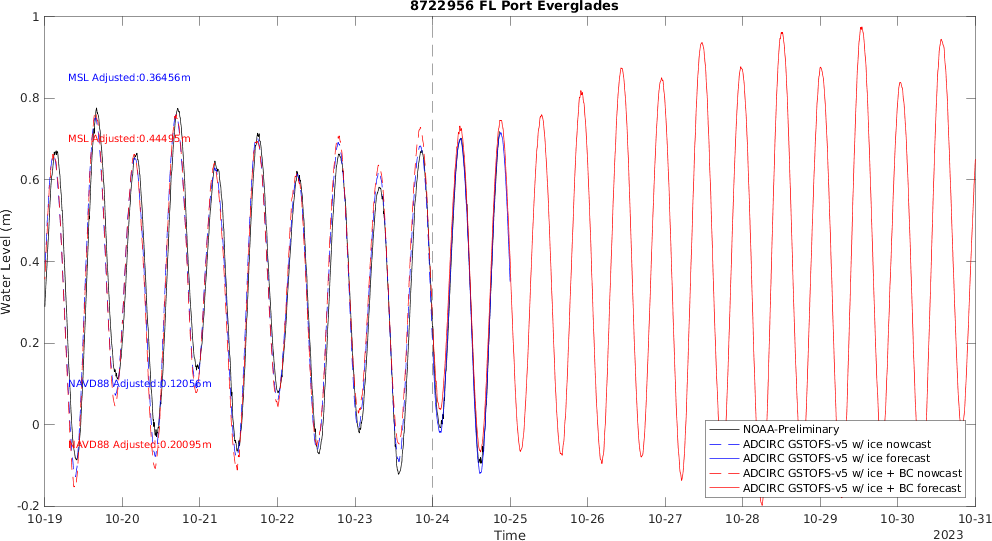 8722956 FL Port Everglades
1
0.8
0.6
0.4
0.2
0
-0.2
Water Level (m)
MSL Adjusted:0.36456m
MSL Adjusted:0.44495m
NAVD88 Adjusted:0.12056m
NAVD88 Adjusted:0.20095m
NOAA-Preliminary
ADCIRC GSTOFS-v5 w/ ice nowcast
ADCIRC GSTOFS-v5 w/ ice forecast
ADCIRC GSTOFS-v5 w/ ice + BC nowcast
ADCIRC GSTOFS-v5 w/ ice + BC forecast
10-19 10-20 10-21 10-22 10-23 10-24 10-25 10-26 10-27 10-28 10-29 10-30 10-31
Time
2023